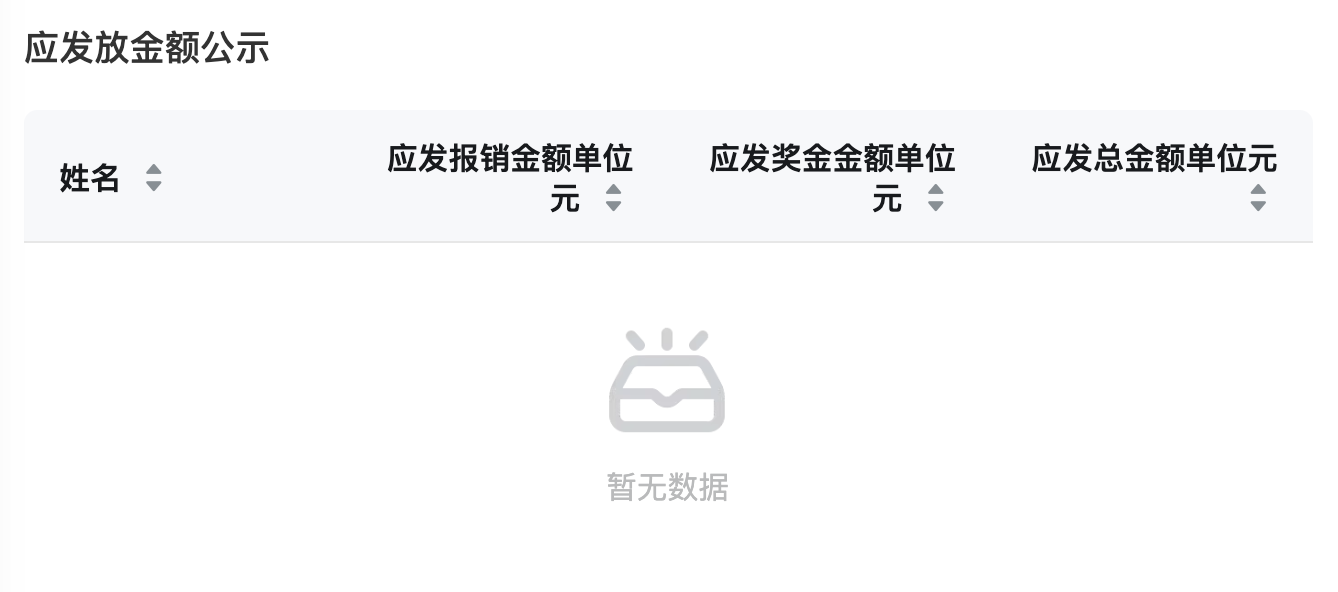 应发放金额公示
姓名
应发报销金额单位
元
应发奖金金额单位
元
应发总金额单位元
暂无数据